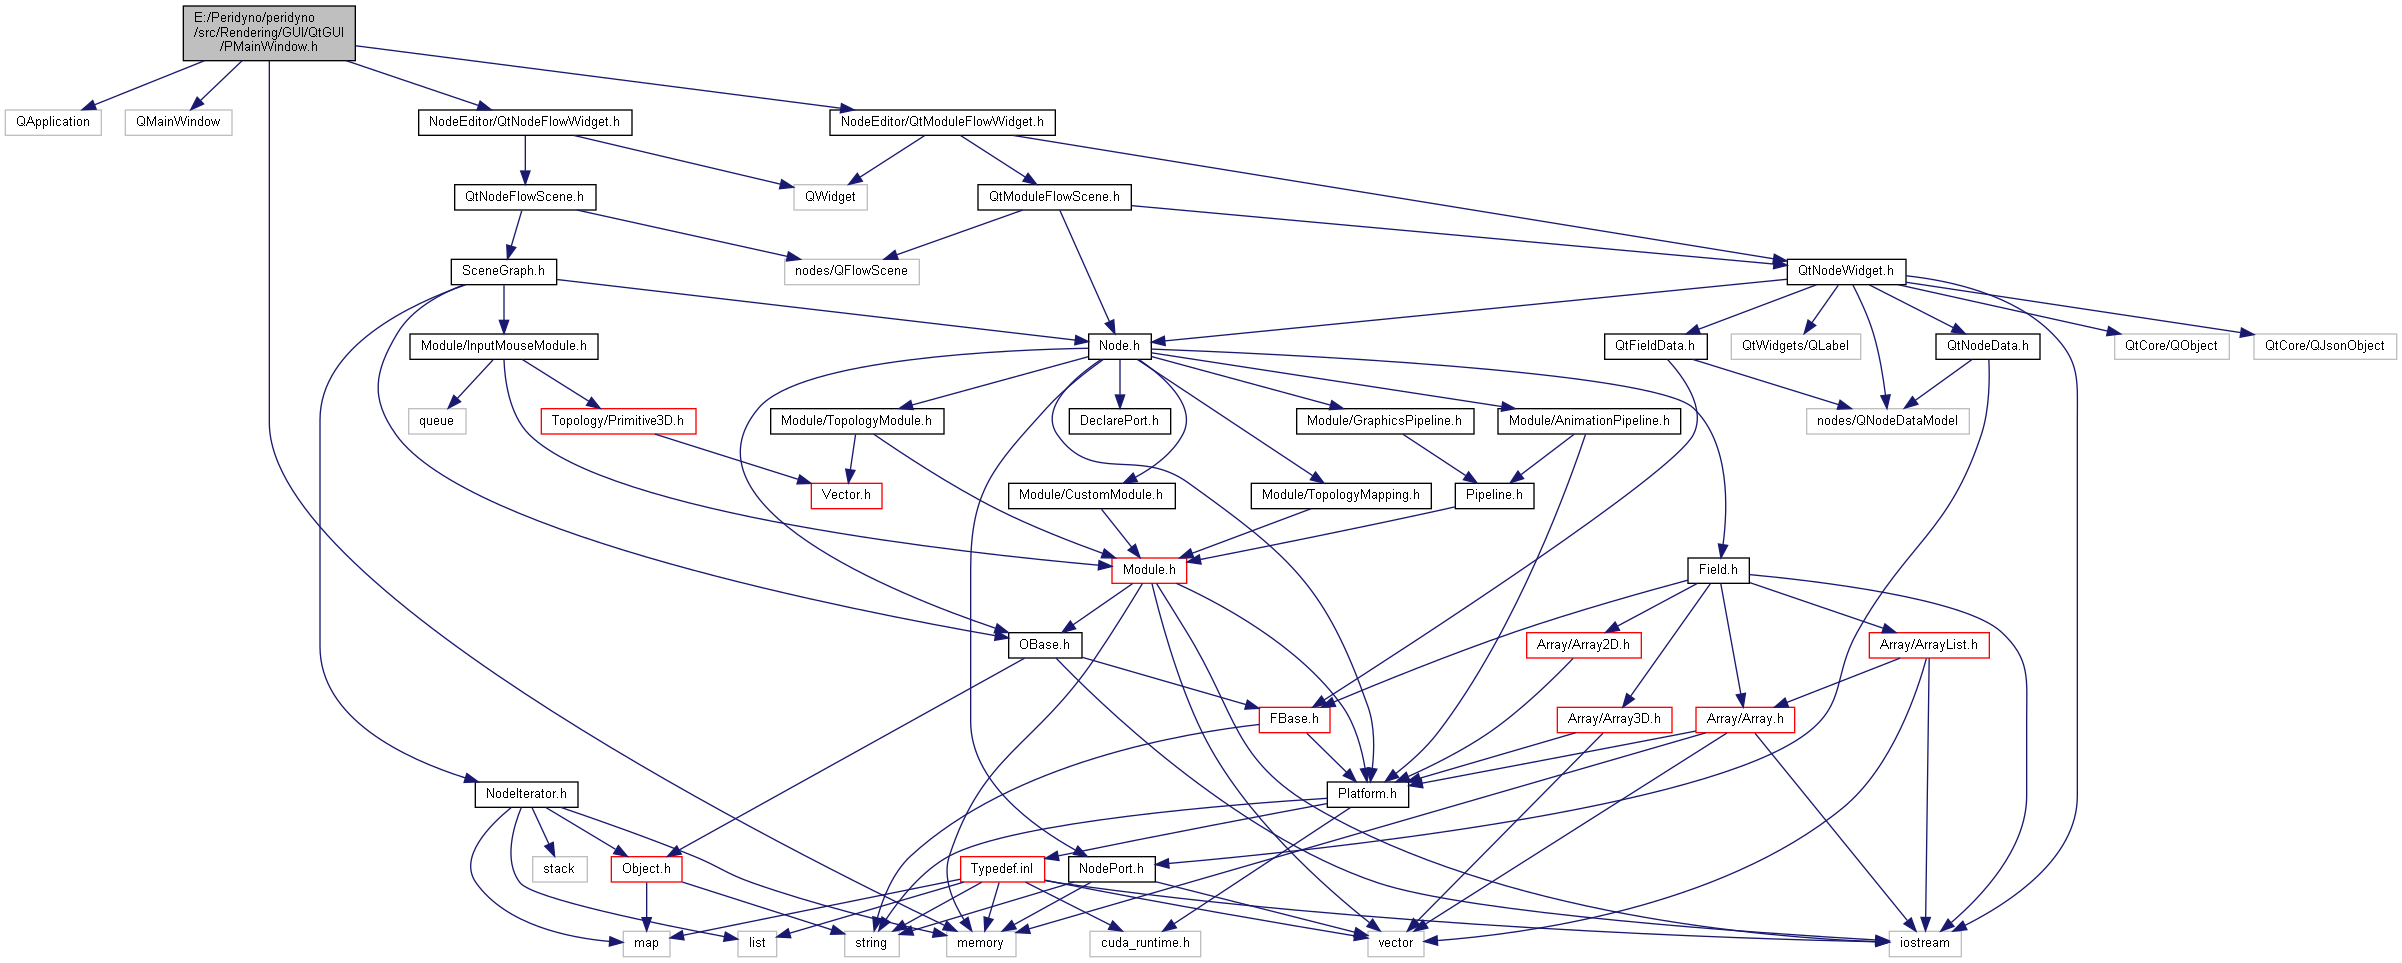 E:/Peridyno/peridyno
/src/Rendering/GUI/QtGUI
/PMainWindow.h
QApplication
QMainWindow
NodeEditor/QtNodeFlowWidget.h
NodeEditor/QtModuleFlowWidget.h
QtNodeFlowScene.h
QWidget
QtModuleFlowScene.h
SceneGraph.h
nodes/QFlowScene
QtNodeWidget.h
Module/InputMouseModule.h
Node.h
QtFieldData.h
QtWidgets/QLabel
QtNodeData.h
QtCore/QObject
QtCore/QJsonObject
queue
Topology/Primitive3D.h
Module/TopologyModule.h
DeclarePort.h
Module/GraphicsPipeline.h
Module/AnimationPipeline.h
nodes/QNodeDataModel
Vector.h
Module/CustomModule.h
Module/TopologyMapping.h
Pipeline.h
Module.h
Field.h
OBase.h
Array/Array2D.h
Array/ArrayList.h
FBase.h
Array/Array3D.h
Array/Array.h
NodeIterator.h
Platform.h
stack
Object.h
Typedef.inl
NodePort.h
map
list
string
memory
cuda_runtime.h
vector
iostream